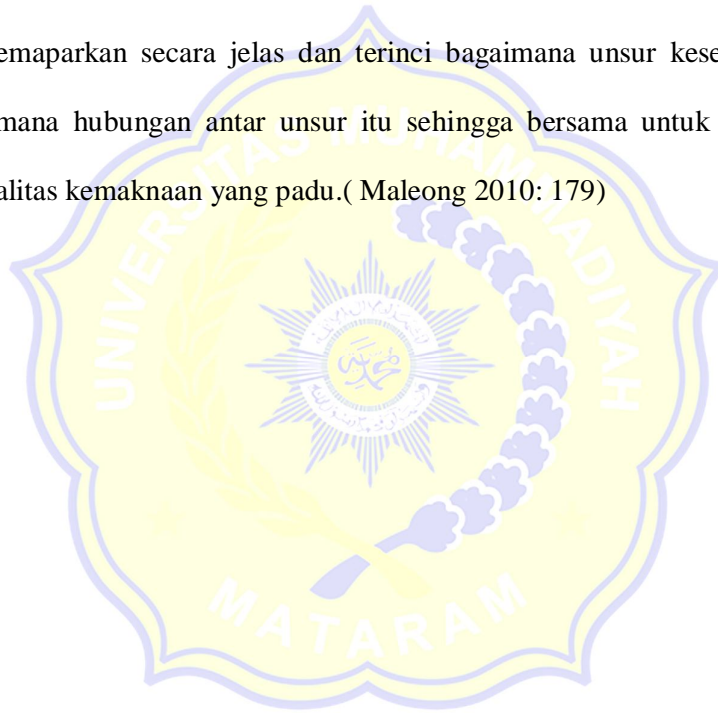 emaparkan secara jelas dan terinci bagaimana unsur kese
mana hubungan antar unsur itu sehingga bersama untuk
alitas kemaknaan yang padu.( Maleong 2010: 179)
UNIVERSITAS MUHAMMADIYAH
MATARAM